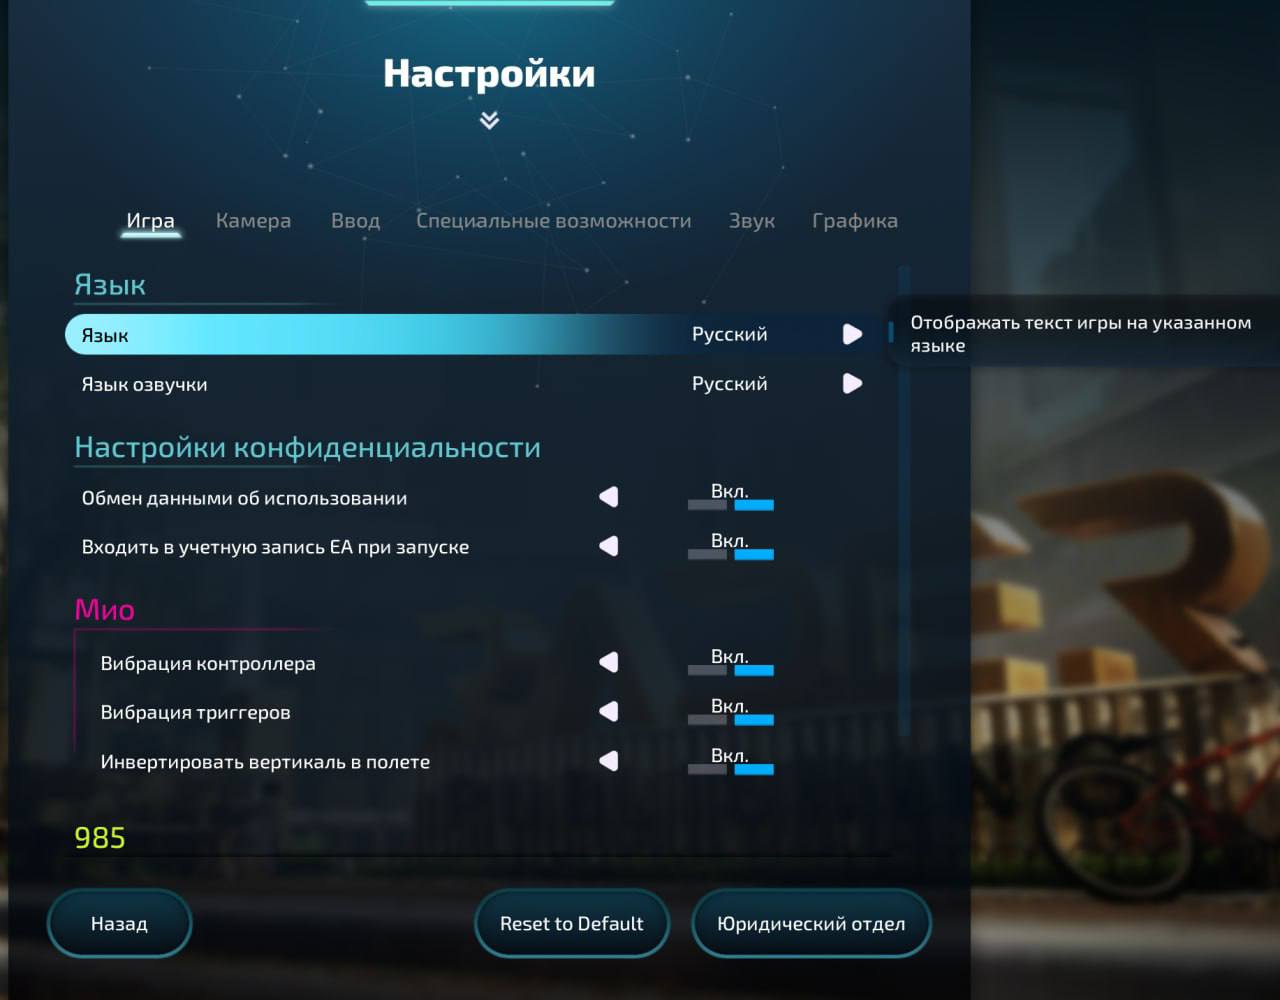 Настройки
Игра Камера Ввод Специальные возможности Звук Графика
Язык
Язык Русский
Отображать текст игры на указанном
языке
Язык озвучки Русский
Настройки конфиденциальности
Обмен данными об использовании Вкл.
Входить в учетную запись EA при запуске Вкл.
Мио
Вибрация контроллера Вкл.
Вибрация триггеров Вкл.
Инвертировать вертикаль в полете Вкл.
985
Назад Reset to Default Юридический отдел